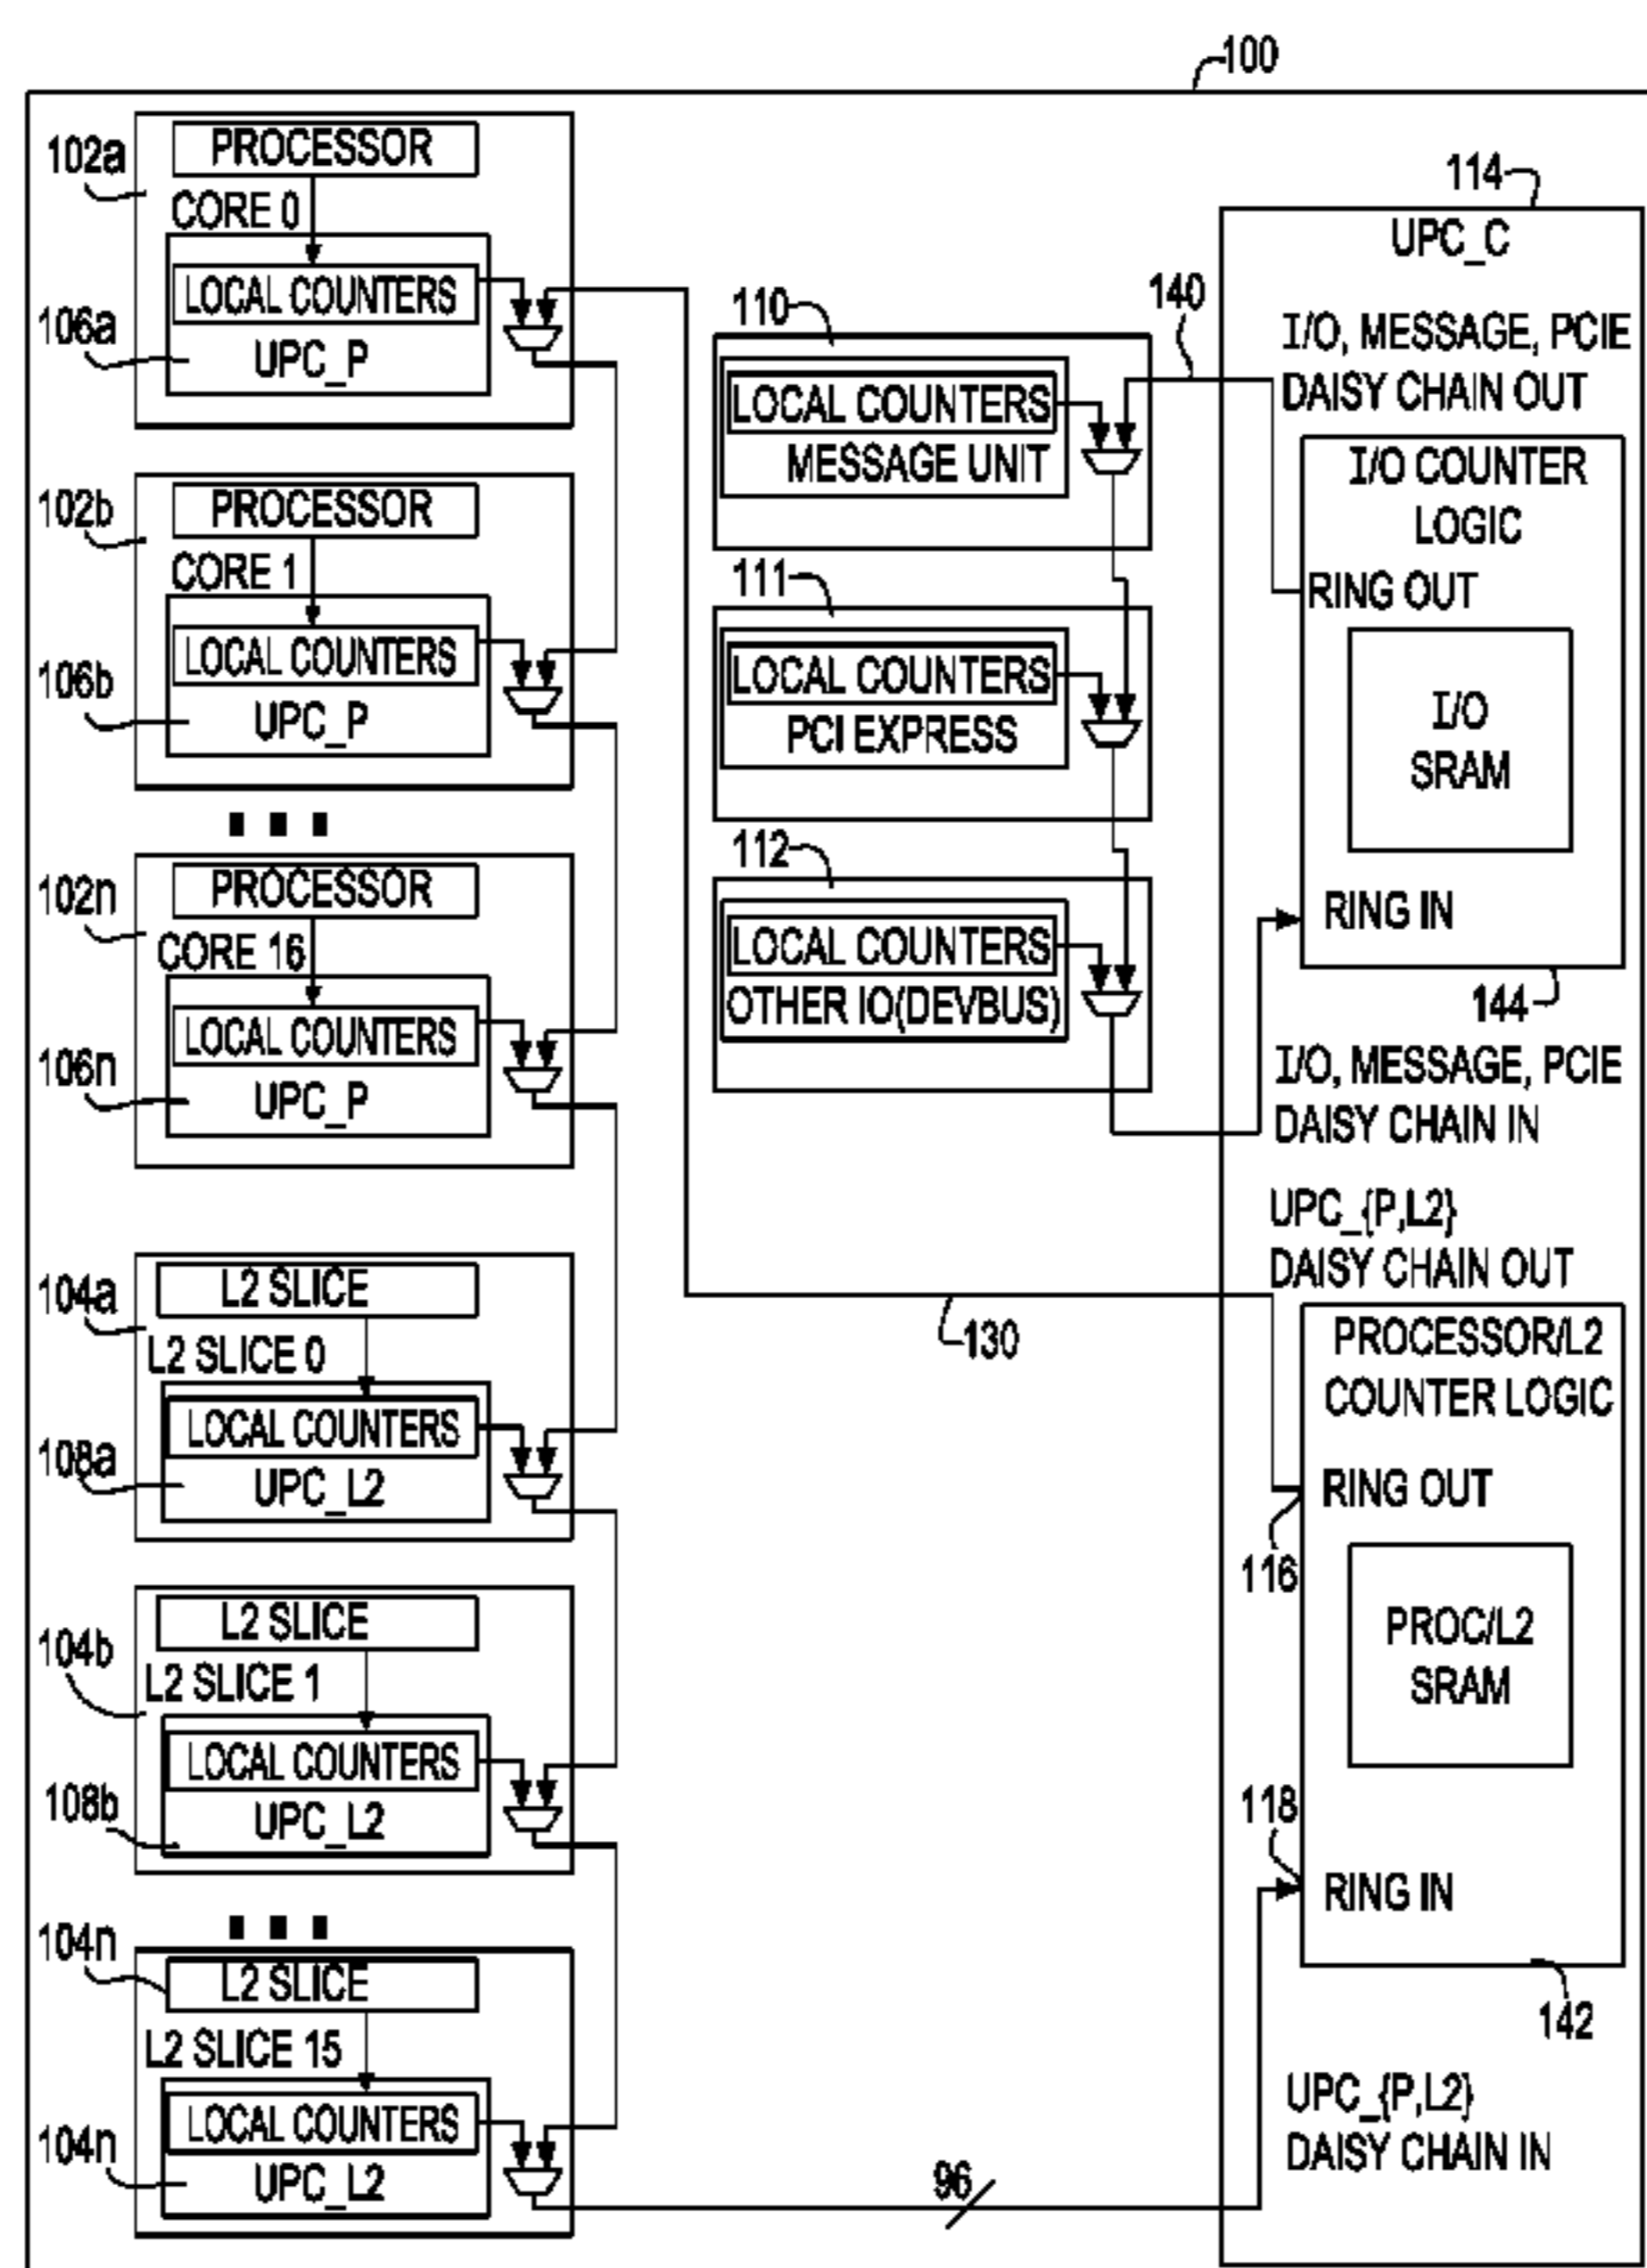 100
102a
PROCESSOR
CORE 0
LOCAL COUNTERS
106a
UPC_P
102b
PROCESSOR
CORE 1
LOCAL COUNTERS
106b
UPC_P
102n
PROCESSOR
CORE 16
LOCAL COUNTERS
106n
UPC_P
104a
L2 SLICE
L2 SLICE 0
LOCAL COUNTERS
108a
UPC_L2
104b
L2 SLICE
L2 SLICE 1
LOCAL COUNTERS
108b
UPC_L2
104n
L2 SLICE
L2 SLICE 15
LOCAL COUNTERS
104n
UPC_L2
110
LOCAL COUNTERS
MESSAGE UNIT
111
LOCAL COUNTERS
PCI EXPRESS
112
LOCAL COUNTERS
OTHER IO(DEVBUS)
130
96
114
UPC_C
140
I/O, MESSAGE, PCIE
DAISY CHAIN OUT
I/O COUNTER
LOGIC
RING OUT
I/O
SRAM
RING IN
144
I/O, MESSAGE, PCIE
DAISY CHAIN IN
UPC_{P,L2}
DAISY CHAIN OUT
PROCESSOR/L2
COUNTER LOGIC
RING OUT
116
PROC/L2
SRAM
118
RING IN
142
UPC_{P,L2}
DAISY CHAIN IN